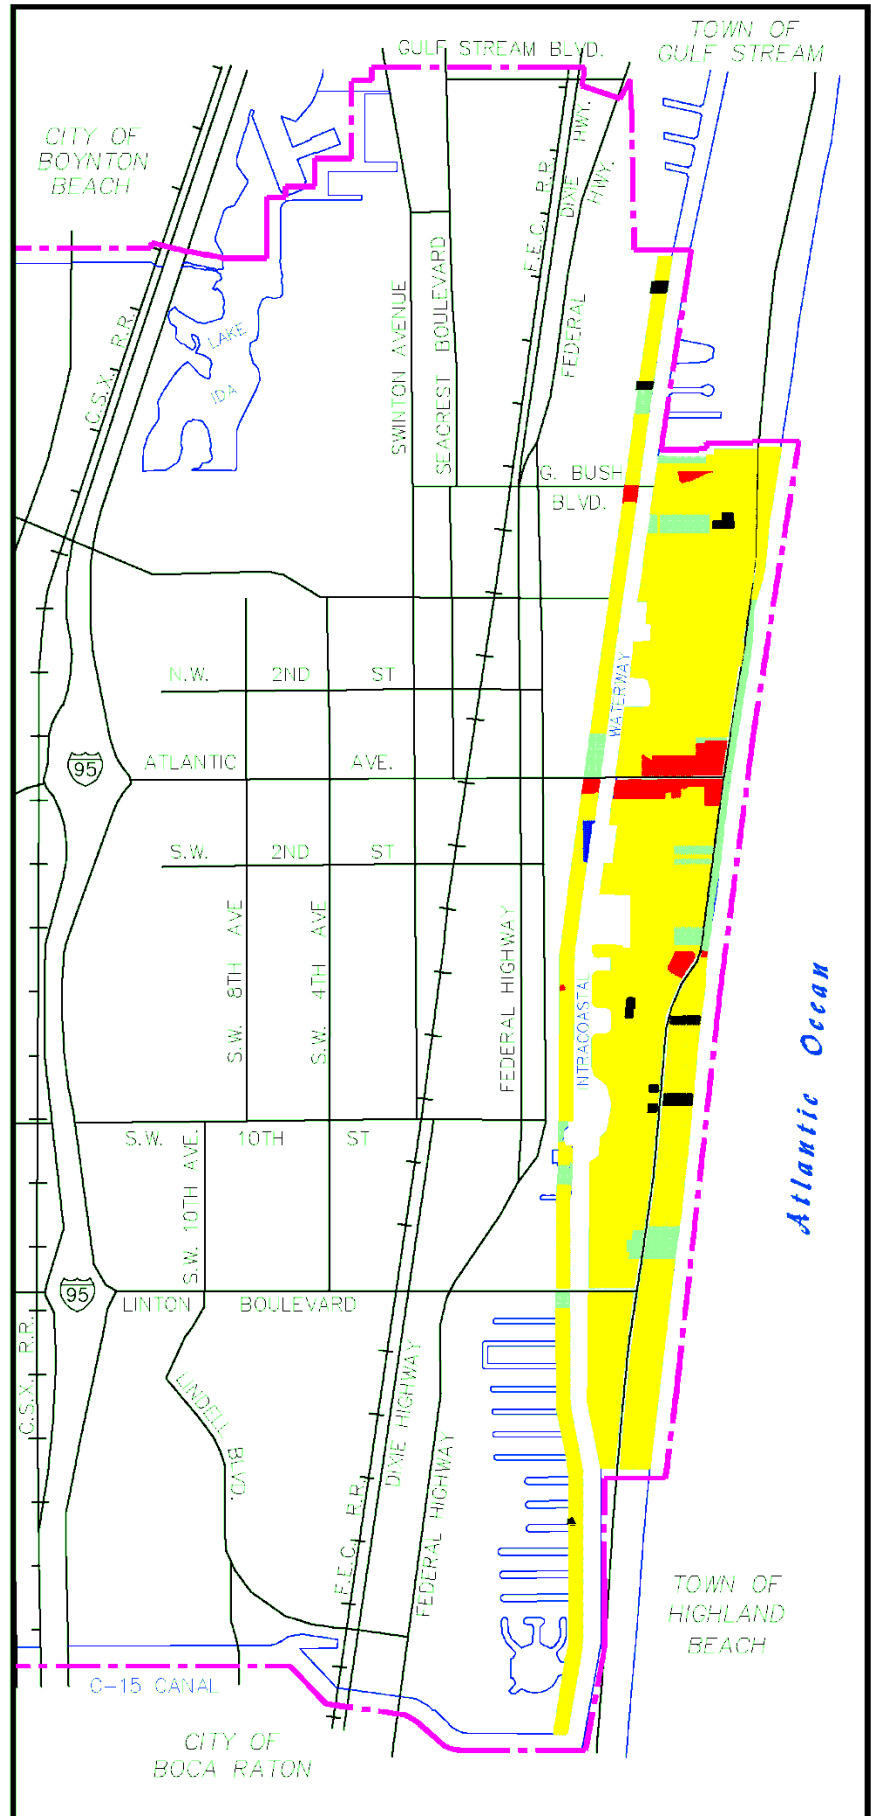 TOWN OF
GULF STREAM
GULF STREAM BLVD.
CITY OF
BOYNTON
BEACH
DIXIE HWY.
HWY.
F.E.C. R.R.
FEDERAL
SWINTON AVENUE
SEACREST BOULEVARD
C.S.X. R.R.
LAKE
IDA
G. BUSH
BLVD.
N.W. 2ND ST
WATERWAY
95
ATLANTIC AVE.
S.W. 2ND ST
S.W. 8TH AVE
S.W. 4TH AVE
FEDERAL HIGHWAY
INTRACOASTAL
Atlantic Ocean
S.W. 10TH ST
S.W. 10TH AVE.
95
LINTON BOULEVARD
C.S.X. R.R.
LINDELL
BLVD.
DIXIE HIGHWAY
F.E.C. R.R.
FEDERAL HIGHWAY
TOWN OF
HIGHLAND
BEACH
C-15 CANAL
CITY OF
BOCA RATON